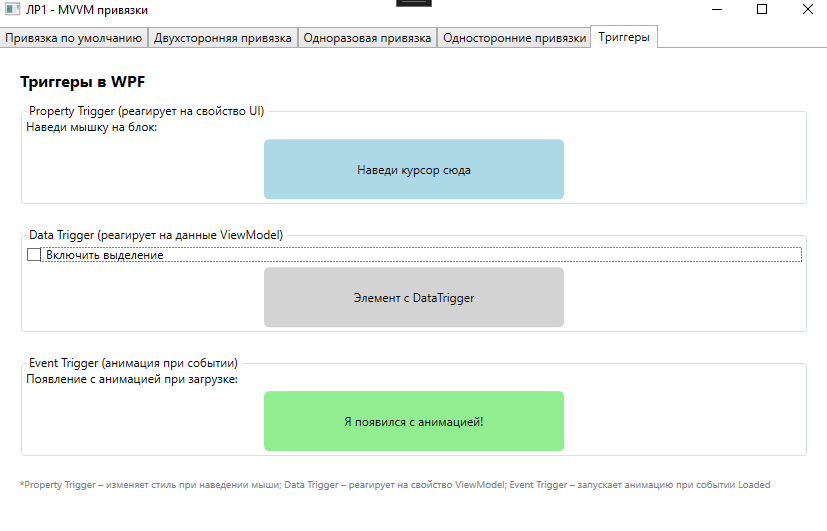 ЛР1 - MVVM привязки
Привязка по умолчанию Двухсторонняя привязка Одноразовая привязка Односторонние привязки Триггеры
Триггеры в WPF
Property Trigger (реагирует на свойство UI)
Наведи мышку на блок:
Наведи курсор сюда
Data Trigger (реагирует на данные ViewModel)
Включить выделение
Элемент с DataTrigger
Event Trigger (анимация при событии)
Появление с анимацией при загрузке:
Я появился с анимацией!
*Property Trigger – изменяет стиль при наведении мыши; Data Trigger – реагирует на свойство ViewModel; Event Trigger – запускает анимацию при событии Loaded